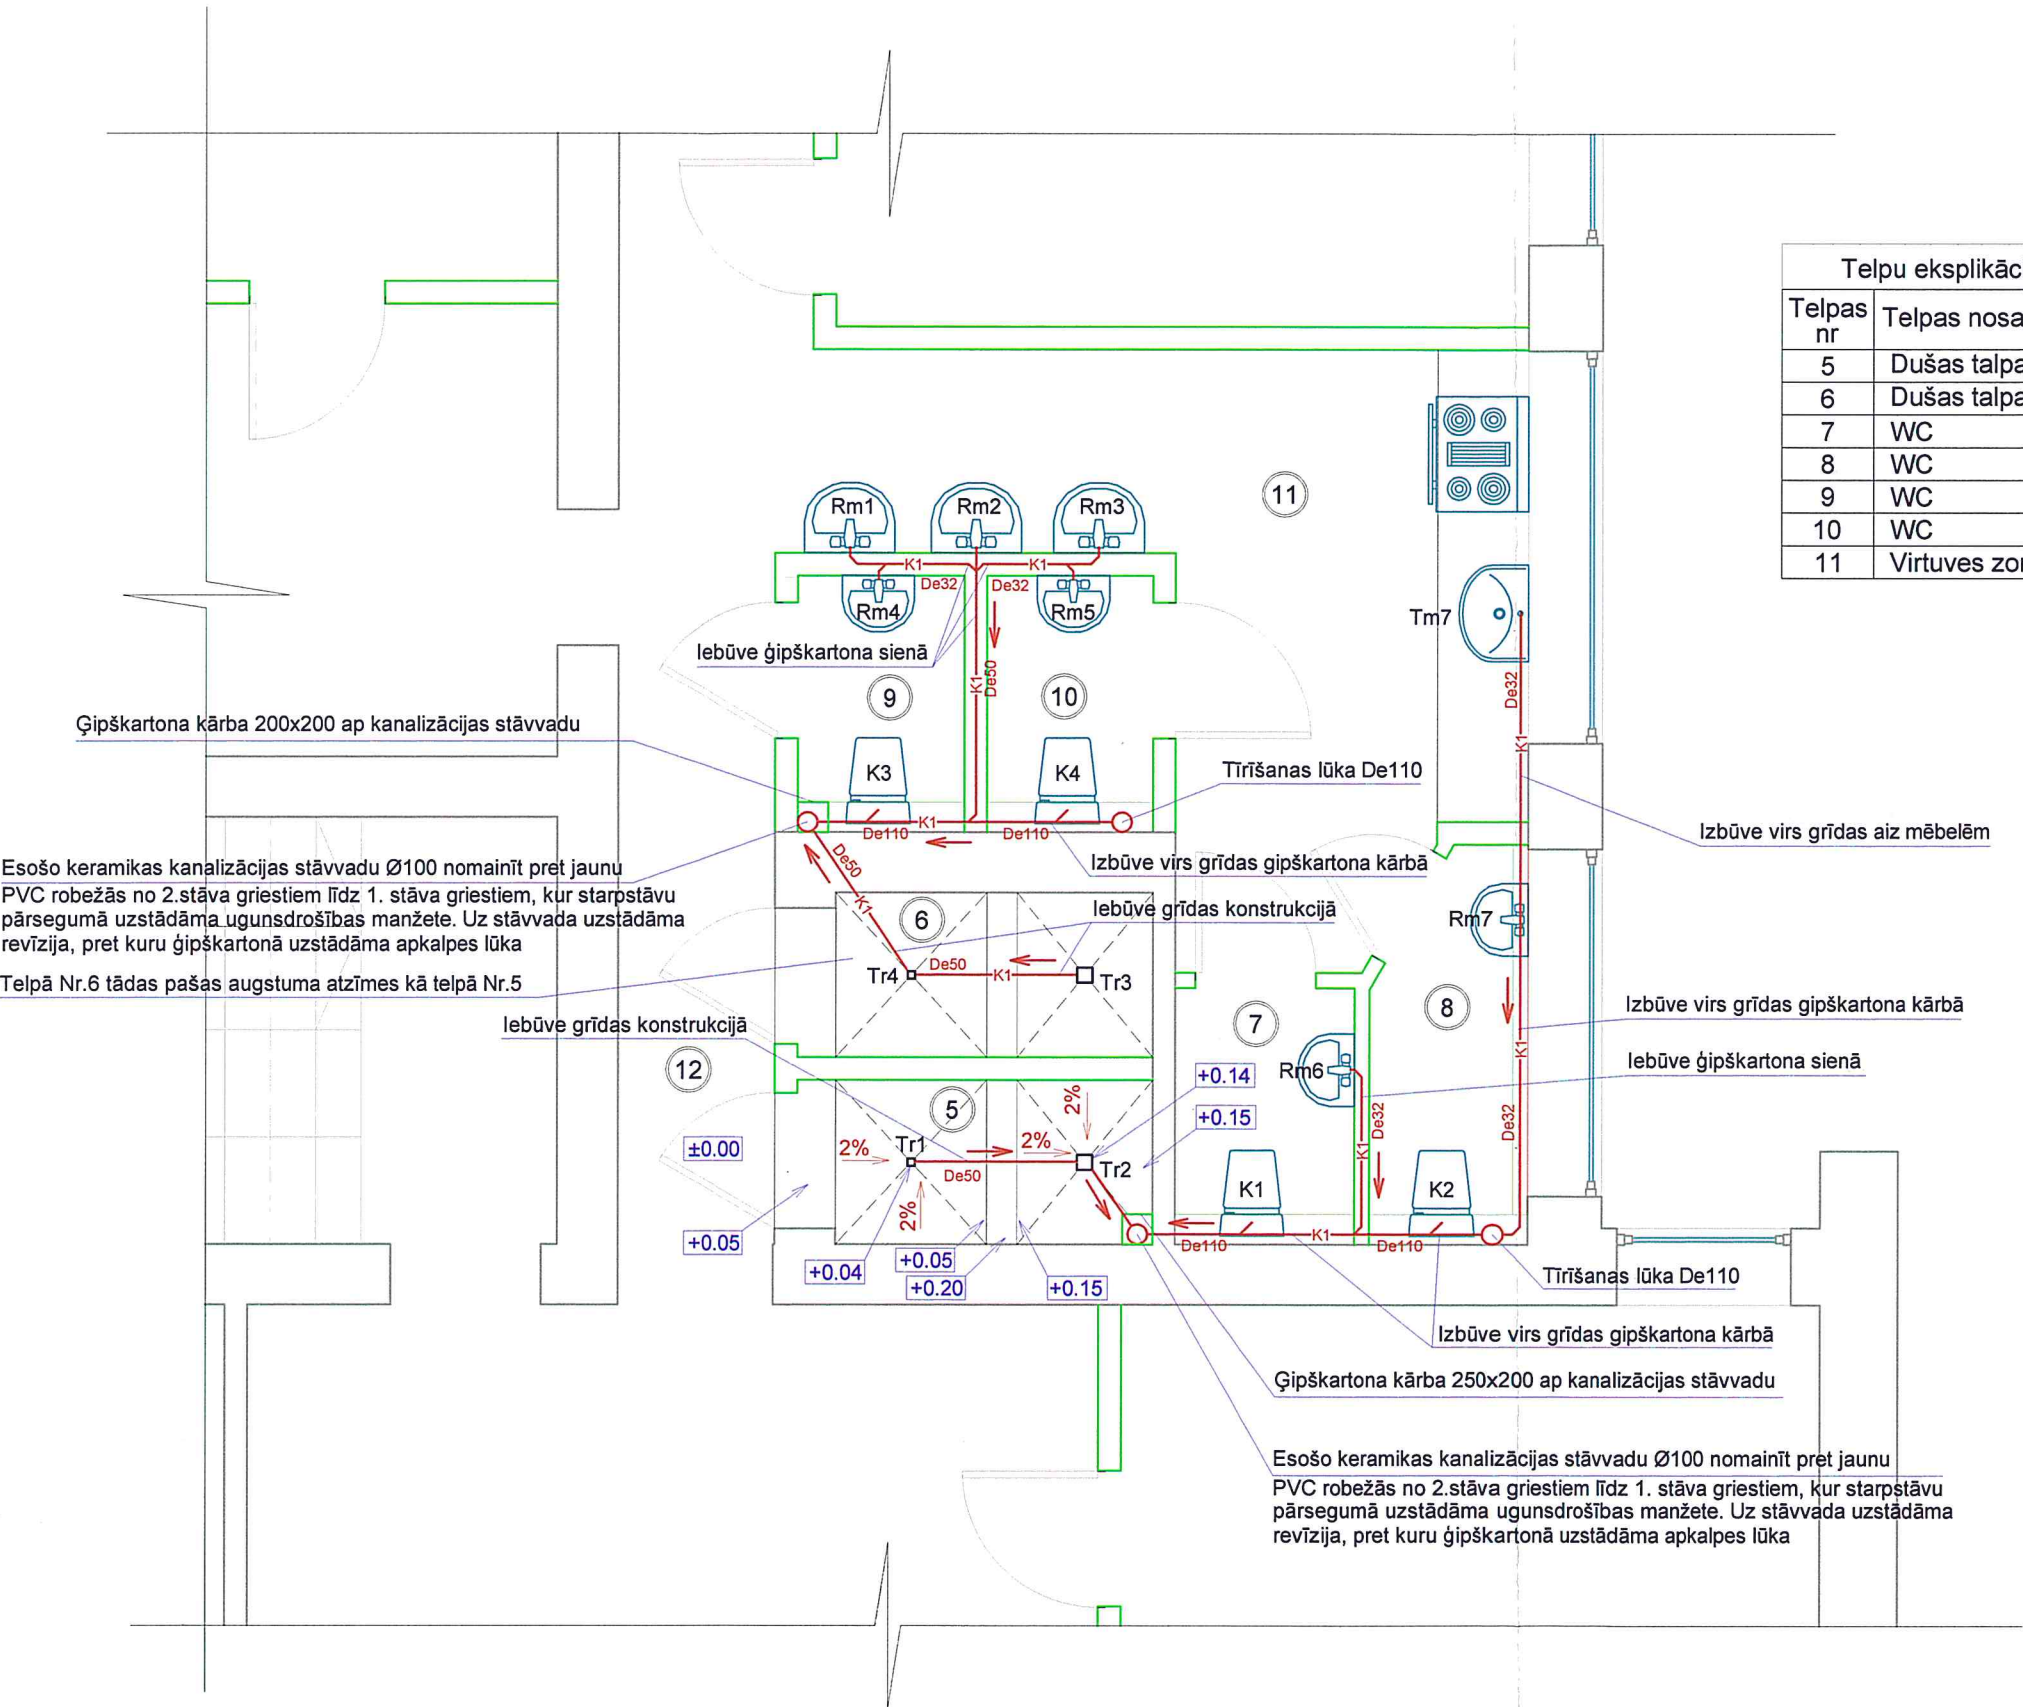 Telpu eksplikāc
Telpas nr
Telpas nosa
5 Dušas talpa
6 Dušas talpa
7 WC
8 WC
9 WC
10 WC
11 Virtuves zor
11
Rm1
Rm2
Rm3
K1
K1
De32
De32
Rm4
Rm5
Tm7
Iebūve ģipškartona sienā
K1
De50
De32
9
10
Ģipškartona kārba 200x200 ap kanalizācijas stāvvadu
K1
K3
K4
Tīrīšanas lūka De110
K1
De110
De110
Izbūve virs grīdas aiz mēbelēm
Esošo keramikas kanalizācijas stāvvadu Ø100 nomainīt pret jaunu
PVC robežās no 2.stāva griestiem līdz 1. stāva griestiem, kur starpstāvu
pārsegumā uzstādāma ugunsdrošības manžete. Uz stāvvada uzstādāma
revīzija, pret kuru ģipškartonā uzstādāma apkalpes lūka
De50
K1
Izbūve virs grīdas gipškartona kārbā
6
Iebūve grīdas konstrukcijā
Rm7
Tr4
De50
K1
Tr3
Telpā Nr.6 tādas pašas augstuma atzīmes kā telpā Nr.5
Iebūve grīdas konstrukcijā
7
8
Izbūve virs grīdas gipškartona kārbā
K1
12
+0.14
Rm6
Iebūve ģipškartona sienā
5
2%
+0.15
De32
De32
±0.00
2%
Tr1
2%
K1
De50
Tr2
K1
K2
2%
+0.05
+0.05
+0.04
+0.20
+0.15
De110
K1
De110
Tīrīšanas lūka De110
Izbūve virs grīdas gipškartona kārbā
Ģipškartona kārba 250x200 ap kanalizācijas stāvvadu
Esošo keramikas kanalizācijas stāvvadu Ø100 nomainīt pret jaunu
PVC robežās no 2.stāva griestiem līdz 1. stāva griestiem, kur starpstāvu
pārsegumā uzstādāma ugunsdrošības manžete. Uz stāvvada uzstādāma
revīzija, pret kuru ģipškartonā uzstādāma apkalpes lūka